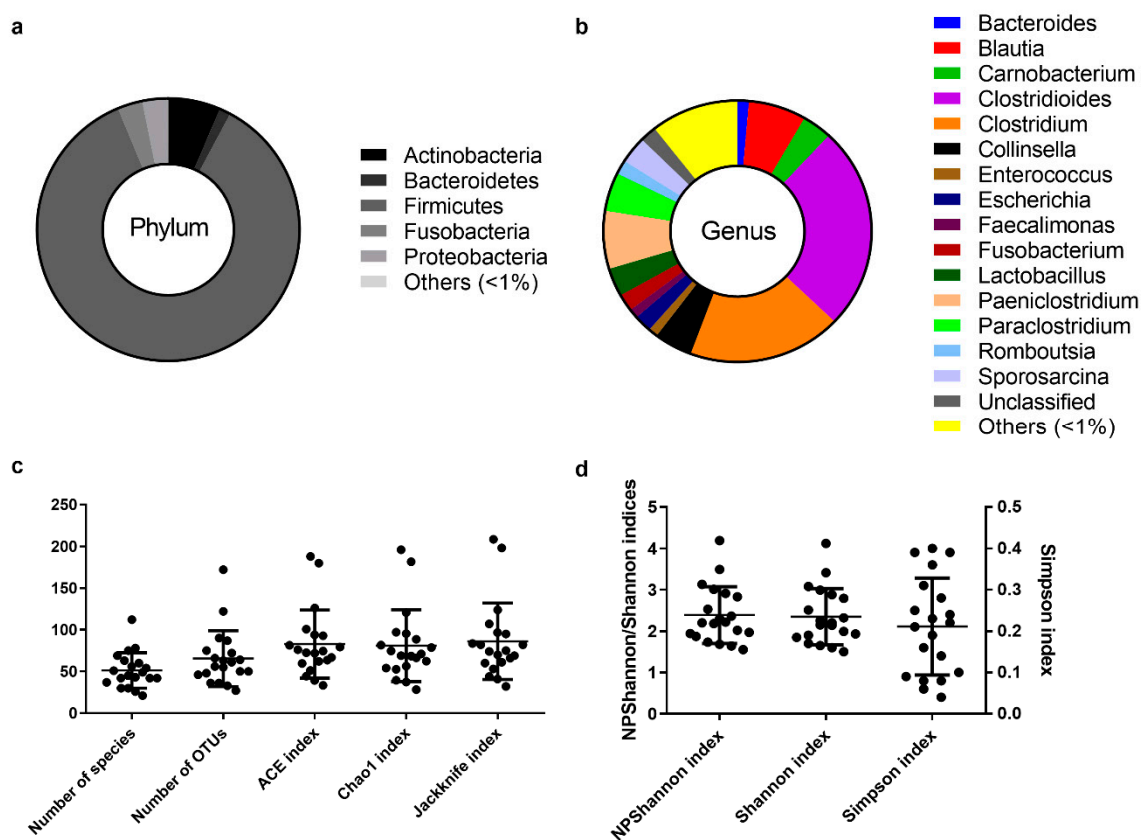 a
Phylum
Actinobacteria
Bacteroidetes
Firmicutes
Fusobacteria
Proteobacteria
Others (<1%)
b
Genus
Bacteroides
Blautia
Carnobacterium
Clostridioides
Clostridium
Collinsella
Enterococcus
Escherichia
Faecalimonas
Fusobacterium
Lactobacillus
Paeniclostridium
Paraclostridium
Romboutsia
Sporosarcina
Unclassified
Others (<1%)
c
250
200
150
100
50
0
Number of species
Number of OTUs
ACE index
Chao1 index
Jackknife index
d
NPShannon/Shannon indices
5
4
3
2
1
0
0.5
0.4
0.3
0.2
0.1
0.0
Simpson index
NPShannon index
Shannon index
Simpson index